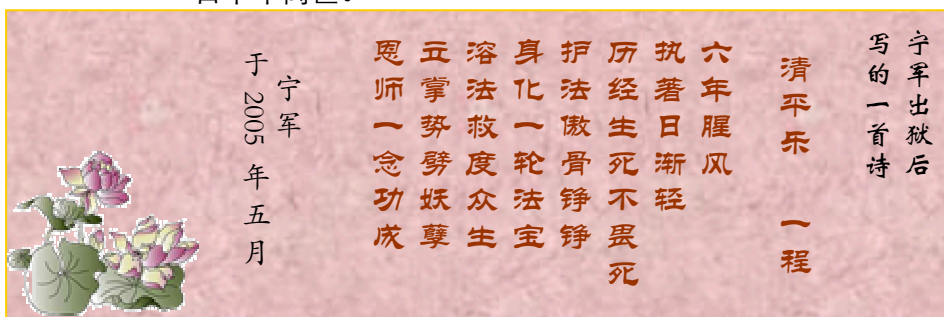 宁军出狱后
写的一首诗
清平乐 一程
六年腥风
执著日渐轻
历经生死不畏死
护法傲骨铮铮
身化一轮法宝
溶法救度众生
立掌势劈妖孽
恩师一念功成
宁军
于 2005 年五月